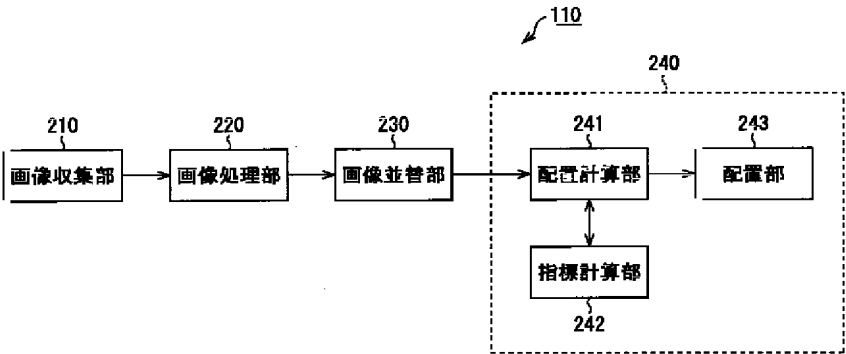 110
240
210
220
230
241
243
画像収集部
画像処理部
画像並替部
配置計算部
配置部
指標計算部
242